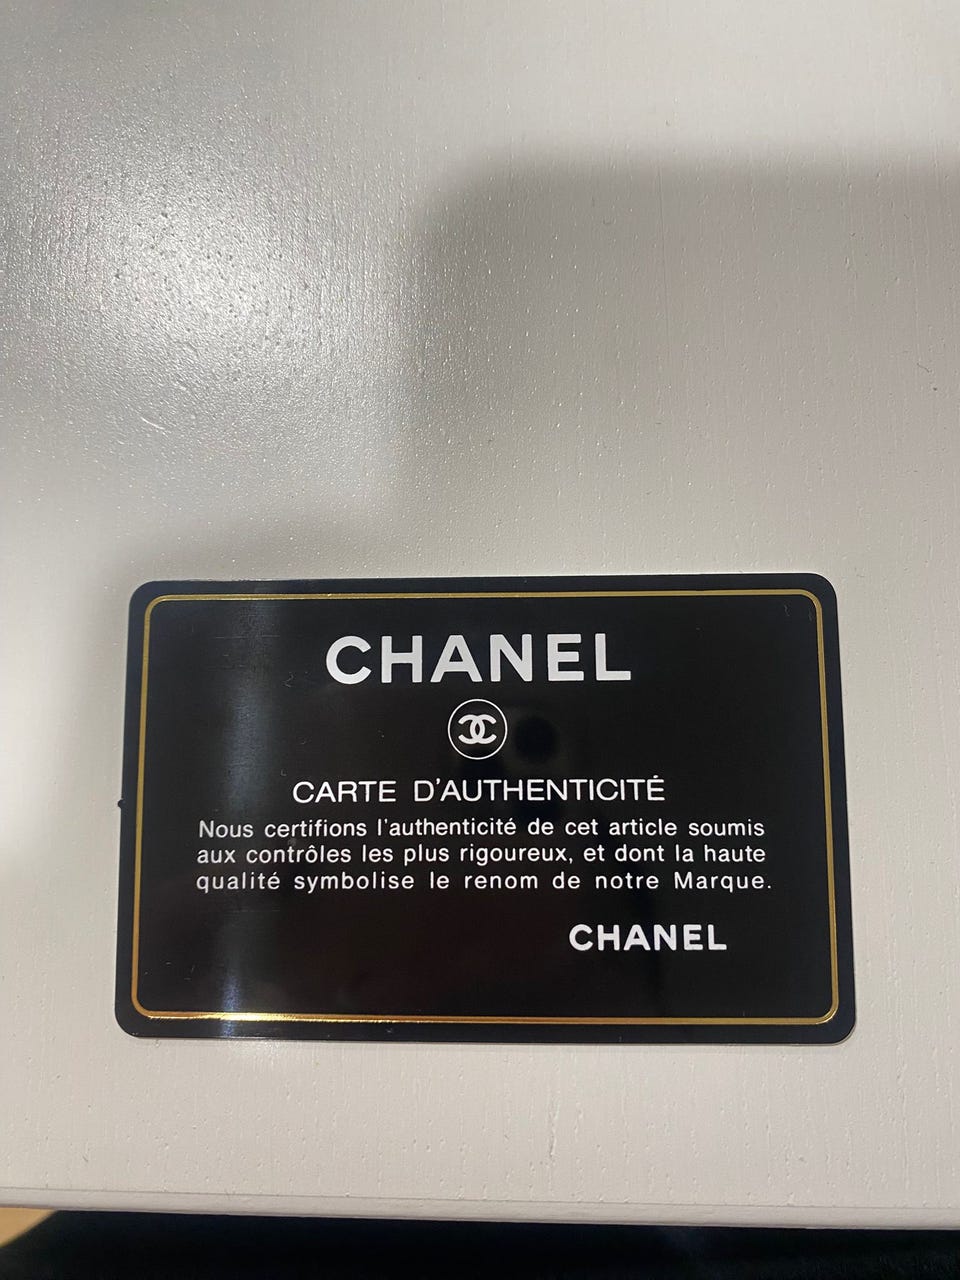 CHANEL
CARTE D'AUTHENTICITÉ
Nous certifions l'authenticité de cet article soumis
aux contrôles les plus rigoureux, et dont la haute
qualité symbolise le renom de notre Marque.
CHANEL